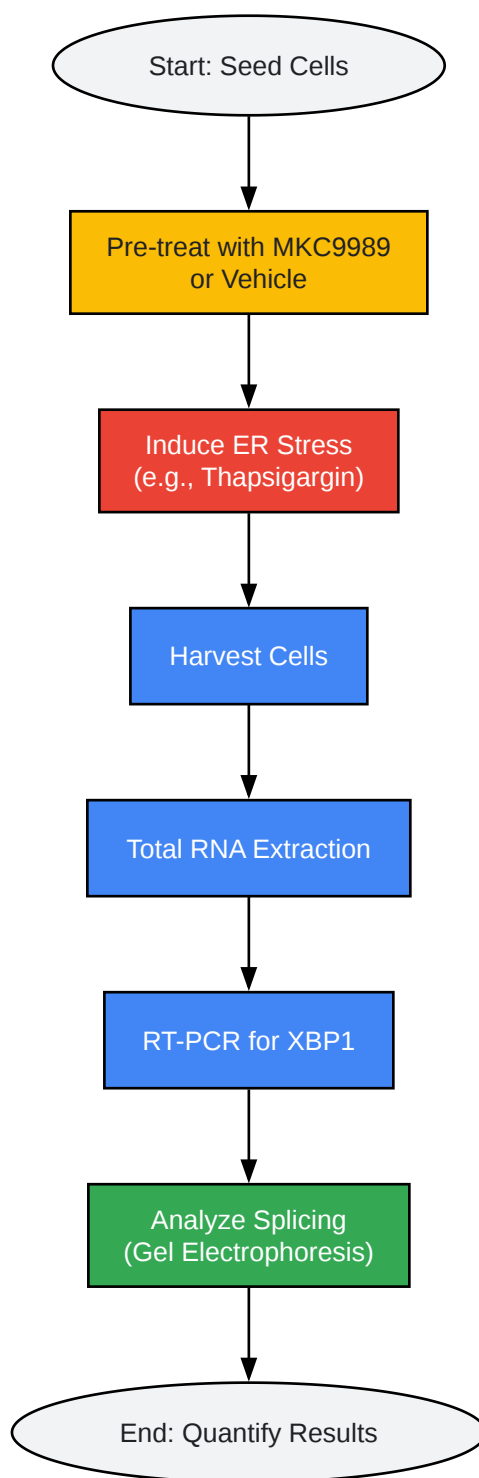 Start: Seed Cells
Pre-treat with MKC9989
or Vehicle
Induce ER Stress
(e.g., Thapsigargin)
Harvest Cells
Total RNA Extraction
RT-PCR for XBP1
Analyze Splicing
(Gel Electrophoresis)
End: Quantify Results